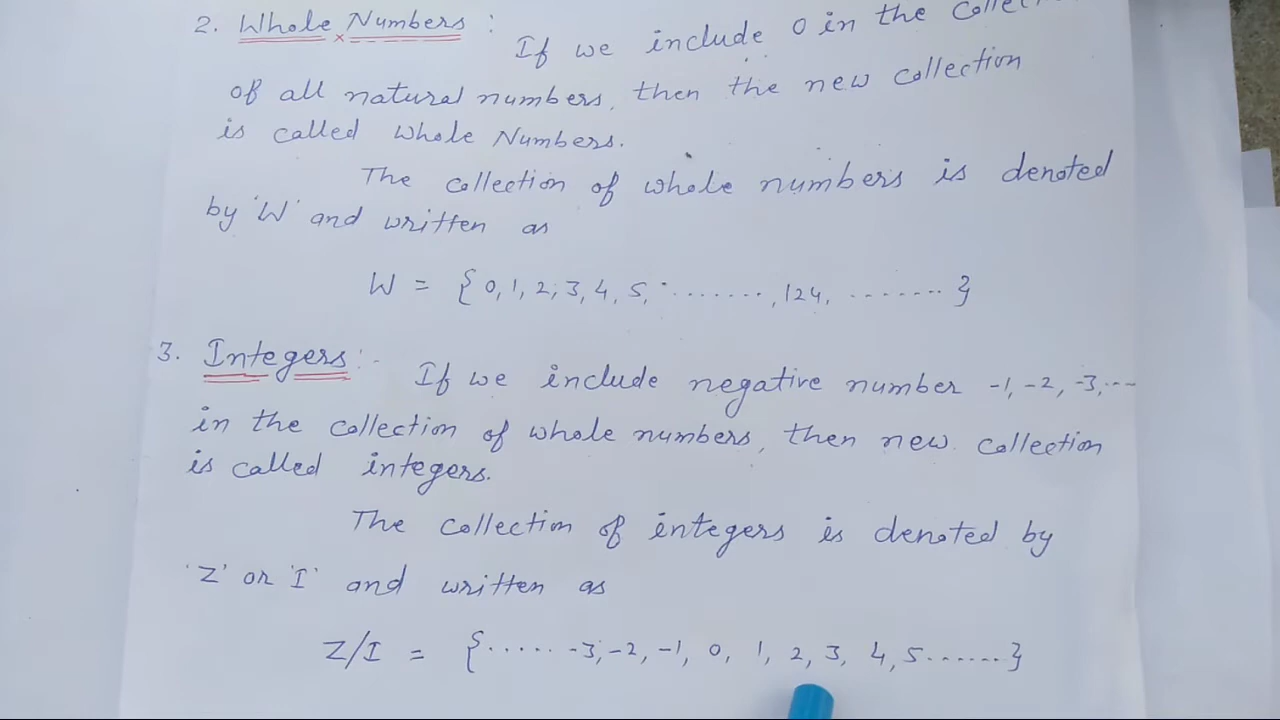 2. Whole Numbers : If we include 0 in the
of all natural numbers, then the new collection
is called Whole Numbers.
The collection of whole numbers is denoted
by 'W' and written as
W = { 0, 1, 2, 3, 4, 5, ........ , 124, ........ }
3. Integers :- If we include negative number -1, -2, -3, ...
in the collection of whole numbers, then new collection
is called integers.
The collection of integers is denoted by
'Z' or 'I' and written as
Z/I = { ...... -3, -2, -1, 0, 1, 2, 3, 4, 5 ...... }